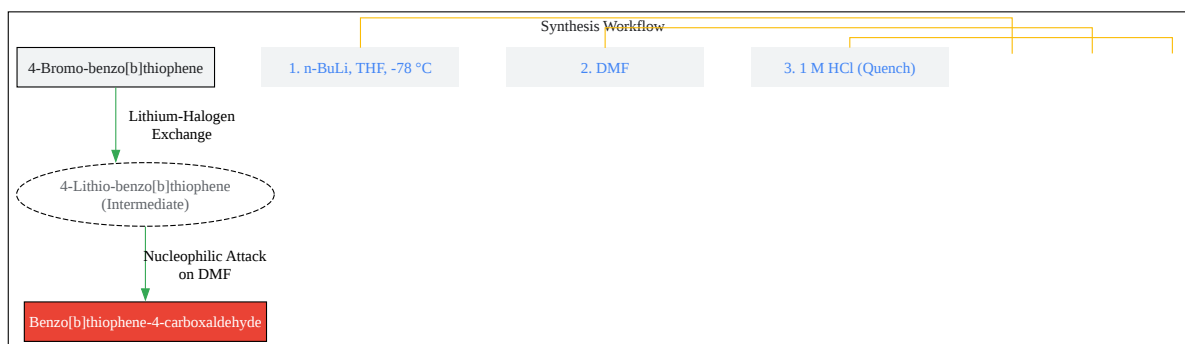 Synthesis Workflow
4-Bromo-benzo[b]thiophene
1. n-BuLi, THF, -78 °C
2. DMF
3. 1 M HCl (Quench)
Lithium-Halogen
Exchange
4-Lithio-benzo[b]thiophene
(Intermediate)
Nucleophilic Attack
on DMF
Benzo[b]thiophene-4-carboxaldehyde